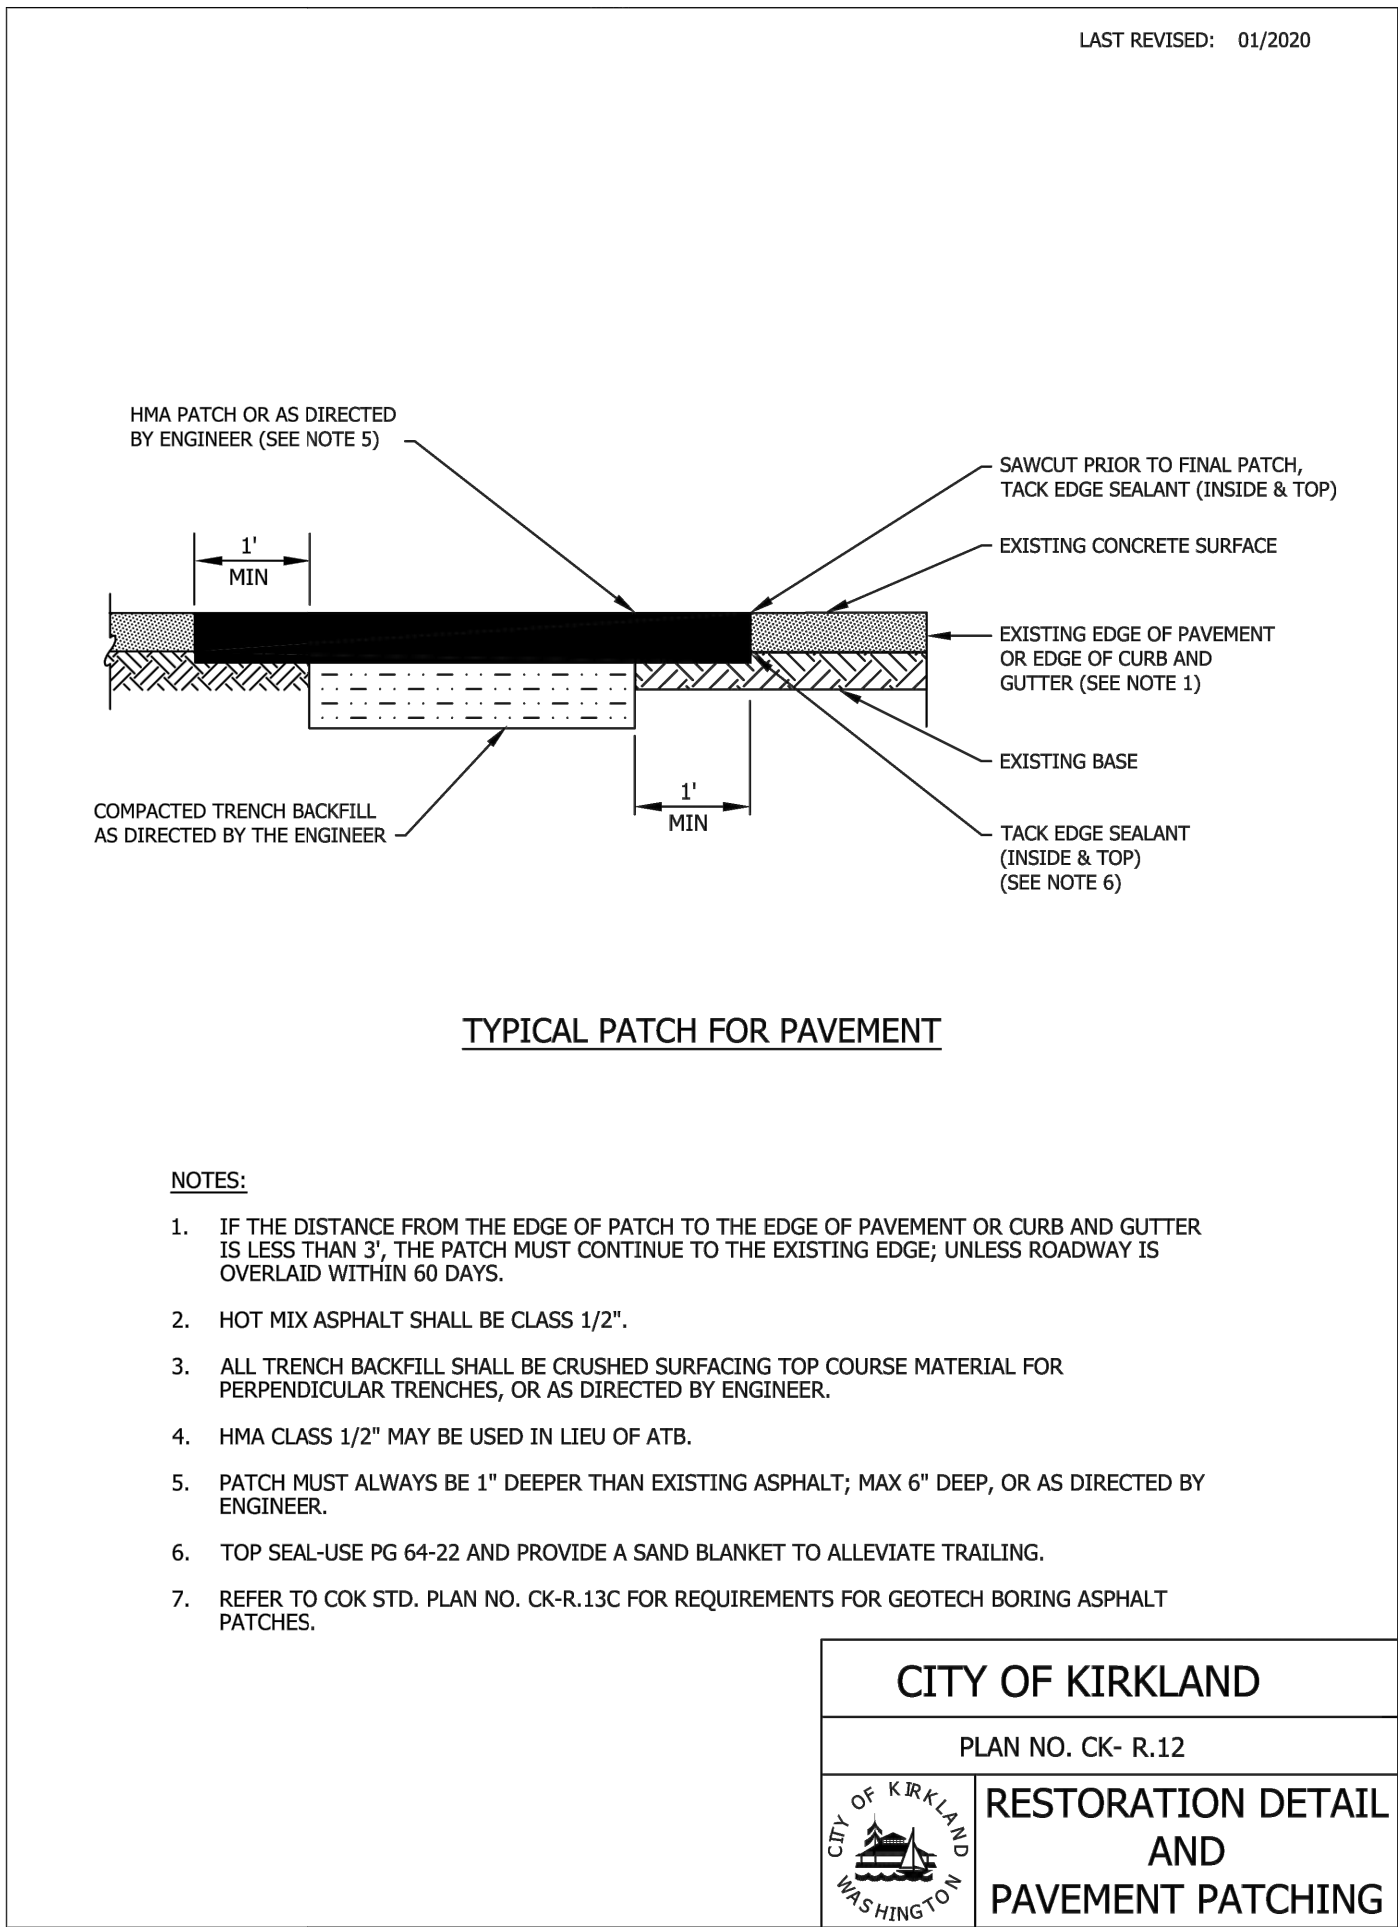 LAST REVISED: 01/2020
HMA PATCH OR AS DIRECTED
BY ENGINEER (SEE NOTE 5)
SAWCUT PRIOR TO FINAL PATCH,
TACK EDGE SEALANT (INSIDE & TOP)
1'
MIN
EXISTING CONCRETE SURFACE
EXISTING EDGE OF PAVEMENT
OR EDGE OF CURB AND
GUTTER (SEE NOTE 1)
EXISTING BASE
1'
MIN
COMPACTED TRENCH BACKFILL
AS DIRECTED BY THE ENGINEER
TACK EDGE SEALANT
(INSIDE & TOP)
(SEE NOTE 6)
TYPICAL PATCH FOR PAVEMENT
NOTES:
1. IF THE DISTANCE FROM THE EDGE OF PATCH TO THE EDGE OF PAVEMENT OR CURB AND GUTTER
IS LESS THAN 3', THE PATCH MUST CONTINUE TO THE EXISTING EDGE; UNLESS ROADWAY IS
OVERLAID WITHIN 60 DAYS.
2. HOT MIX ASPHALT SHALL BE CLASS 1/2".
3. ALL TRENCH BACKFILL SHALL BE CRUSHED SURFACING TOP COURSE MATERIAL FOR
PERPENDICULAR TRENCHES, OR AS DIRECTED BY ENGINEER.
4. HMA CLASS 1/2" MAY BE USED IN LIEU OF ATB.
5. PATCH MUST ALWAYS BE 1" DEEPER THAN EXISTING ASPHALT; MAX 6" DEEP, OR AS DIRECTED BY
ENGINEER.
6. TOP SEAL-USE PG 64-22 AND PROVIDE A SAND BLANKET TO ALLEVIATE TRAILING.
7. REFER TO COK STD. PLAN NO. CK-R.13C FOR REQUIREMENTS FOR GEOTECH BORING ASPHALT
PATCHES.
CITY OF KIRKLAND
PLAN NO. CK- R.12
CITY OF KIRKLAND
WASHINGTON
RESTORATION DETAIL
AND
PAVEMENT PATCHING